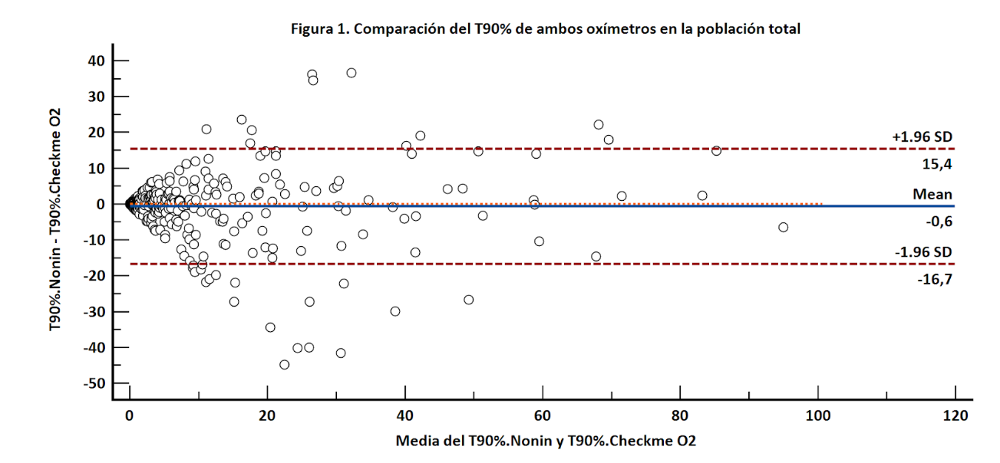 Figura 1. Comparación del T90% de ambos oxímetros en la población total
T90%.Nonin - T90%.Checkme O2
40
30
20
10
0
-10
-20
-30
-40
-50
+1.96 SD
15,4
Mean
-0,6
-1.96 SD
-16,7
0 20 40 60 80 100 120
Media del T90%.Nonin y T90%.Checkme O2